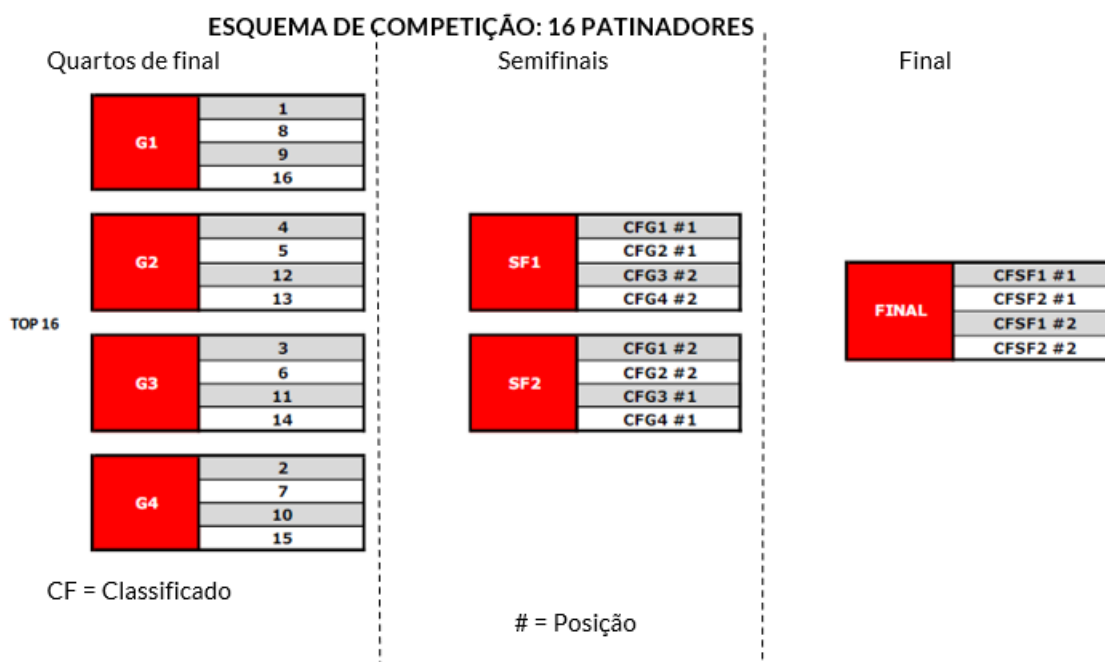 ESQUEMA DE COMPETIÇÃO: 16 PATINADORES
Quartos de final
Semifinais
Final
TOP 16
G1
1
8
9
16
G2
4
5
12
13
G3
3
6
11
14
G4
2
7
10
15
SF1
CFG1 #1
CFG2 #1
CFG3 #2
CFG4 #2
SF2
CFG1 #2
CFG2 #2
CFG3 #1
CFG4 #1
FINAL
CFSF1 #1
CFSF2 #1
CFSF1 #2
CFSF2 #2
CF = Classificado
# = Posição